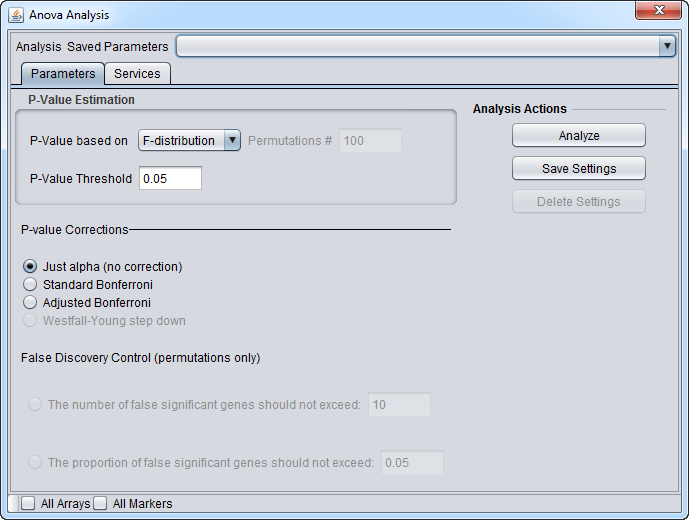 Anova Analysis
Analysis Saved Parameters
Parameters Services
P-Value Estimation
P-Value based on F-distribution Permutations # 100
P-Value Threshold 0.05
Analysis Actions
Analyze
Save Settings
Delete Settings
P-value Corrections
Just alpha (no correction)
Standard Bonferroni
Adjusted Bonferroni
Westfall-Young step down
False Discovery Control (permutations only)
The number of false significant genes should not exceed: 10
The proportion of false significant genes should not exceed: 0.05
All Arrays All Markers